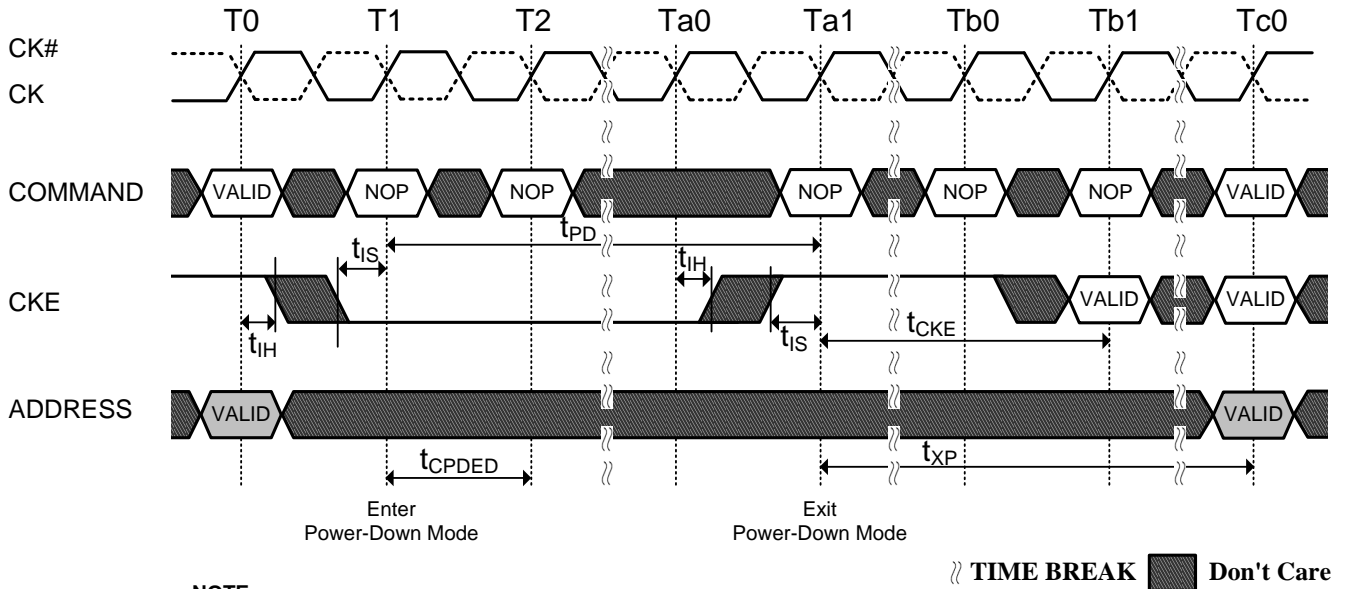 T0 T1 T2 Ta0 Ta1 Tb0 Tb1 Tc0
CK#
CK
COMMAND VALID NOP NOP NOP NOP NOP VALID
tPD
tIS tIH
CKE VALID VALID
tIH tIS tCKE
ADDRESS VALID VALID
tCPDED tXP
Enter
Power-Down Mode
Exit
Power-Down Mode
TIME BREAK Don't Care